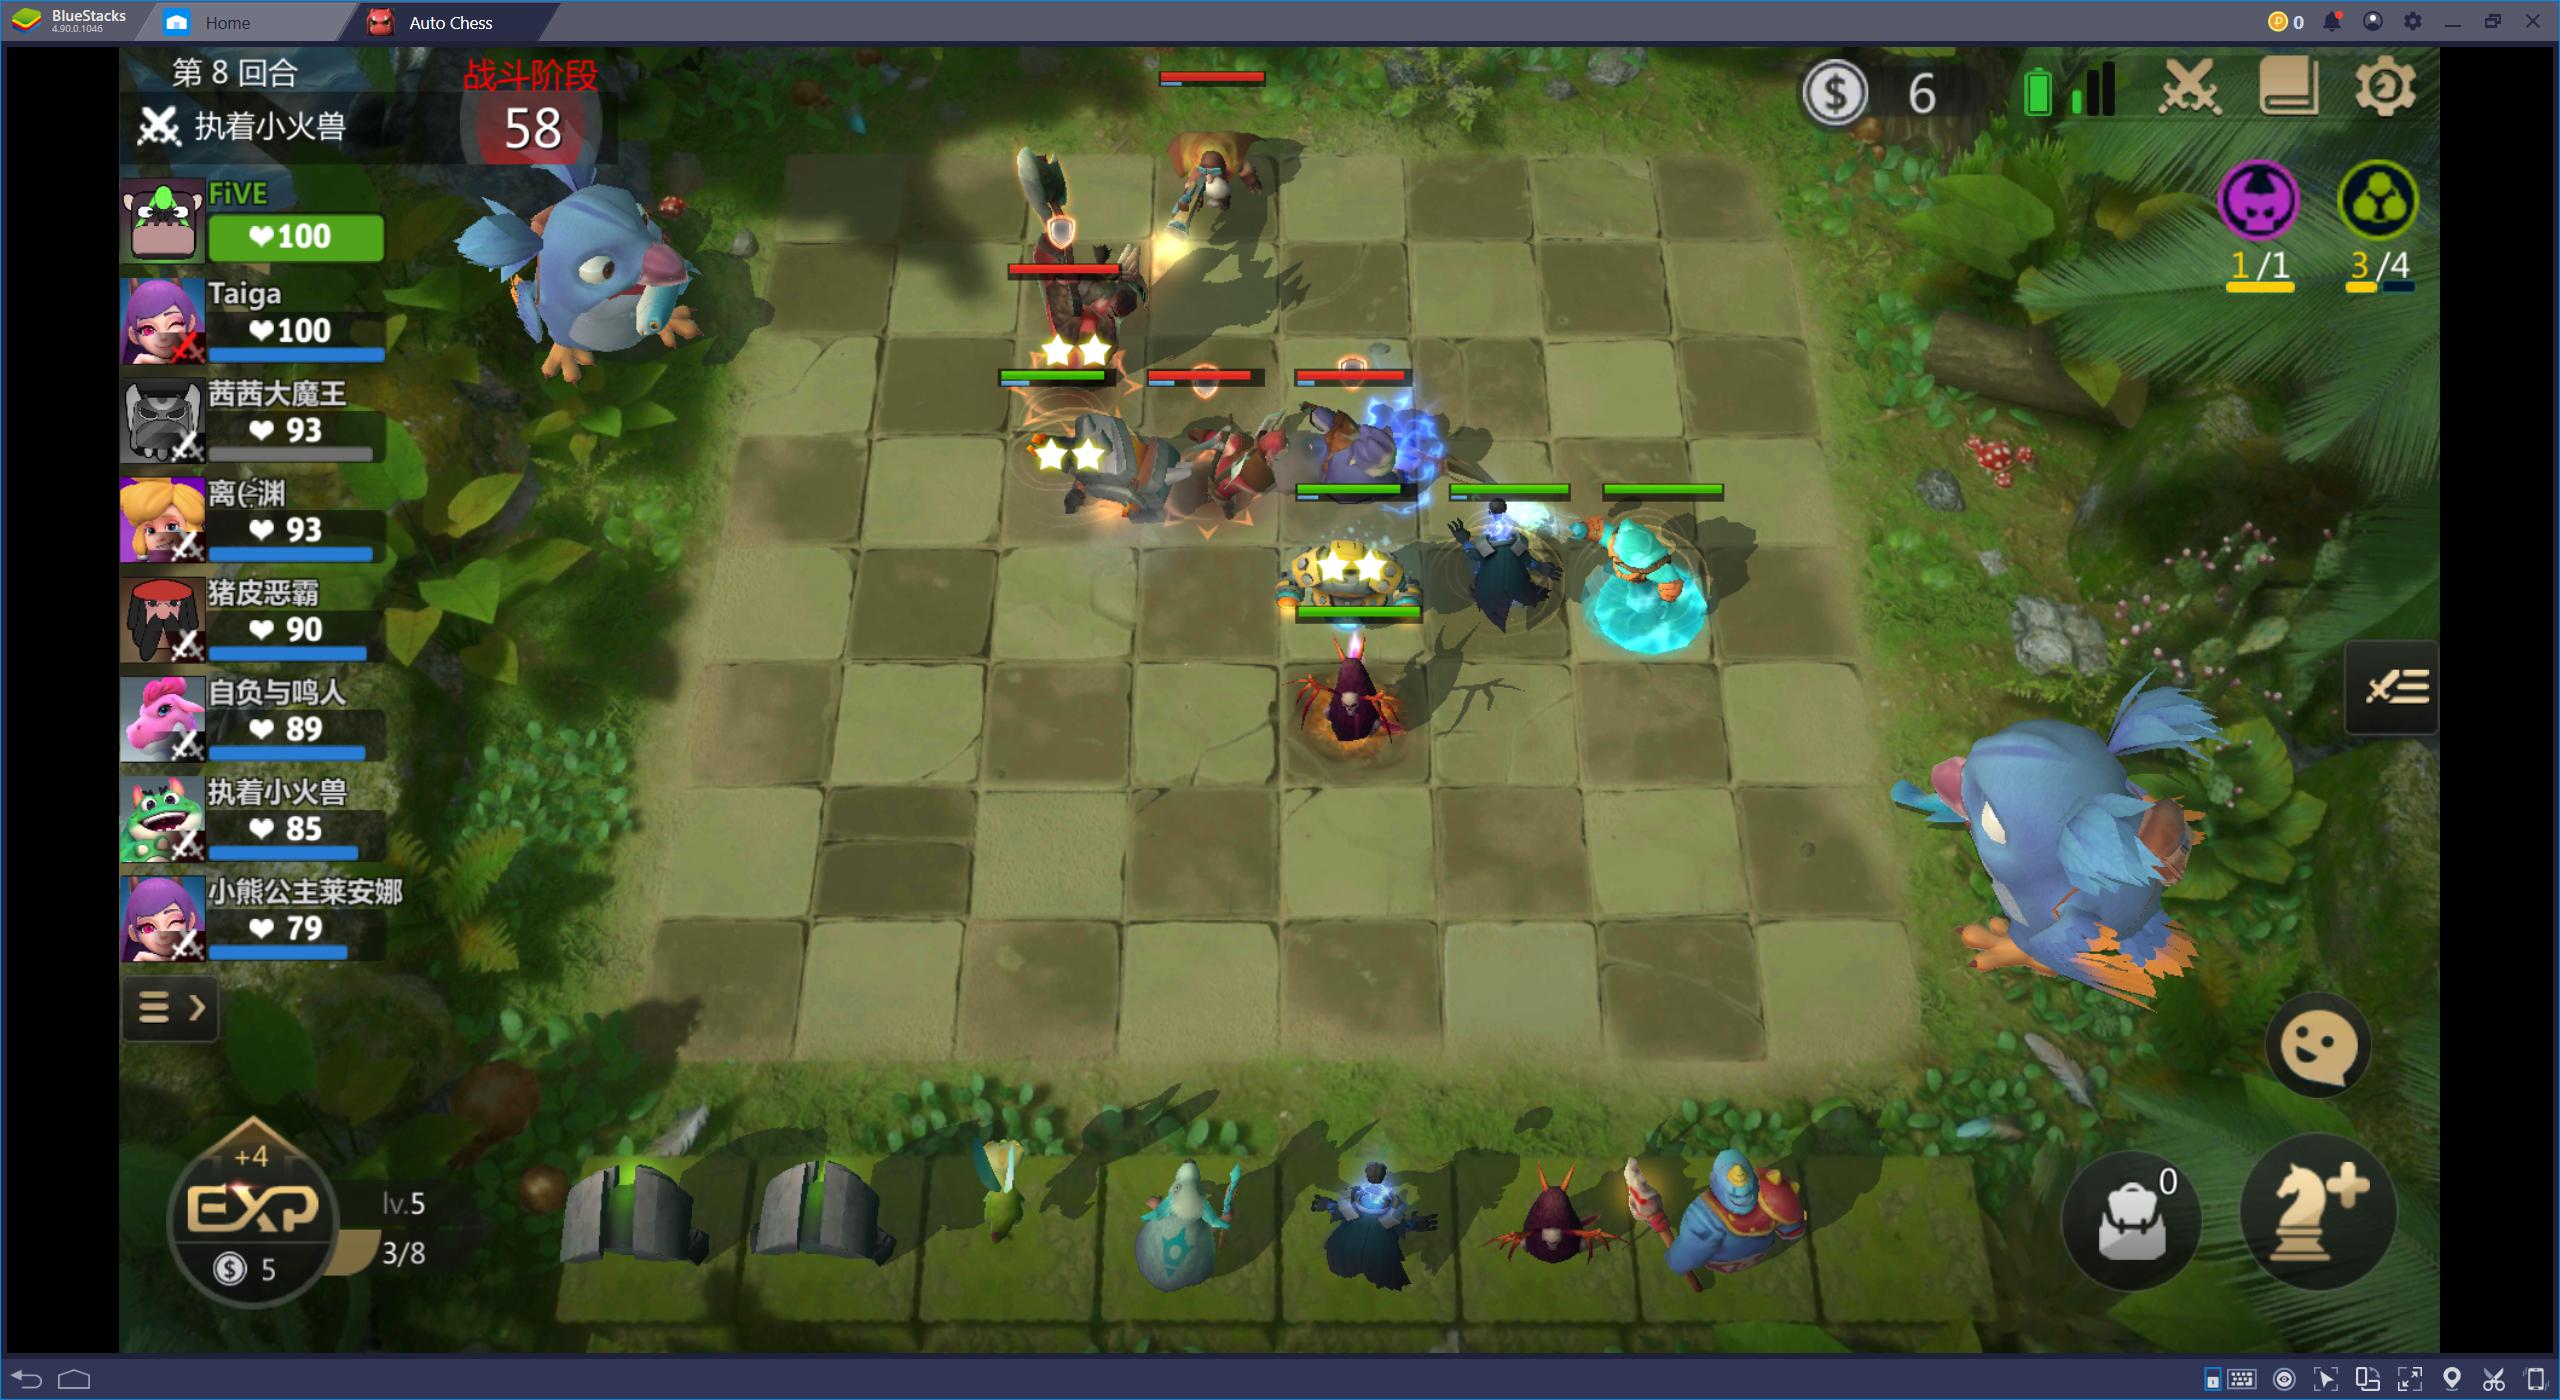 BlueStacks
4.90.0.1046
Home
Auto Chess
0
第 8 回合
战斗阶段
执着小火兽
58
6
1/1
3/4
FiVE
100
Taiga
100
茜茜大魔王
93
93
猪皮恶霸
90
自负与鸣人
89
执着小火兽
85
小熊公主莱安娜
79
+4
EXP
5
lv.5
3/8
0